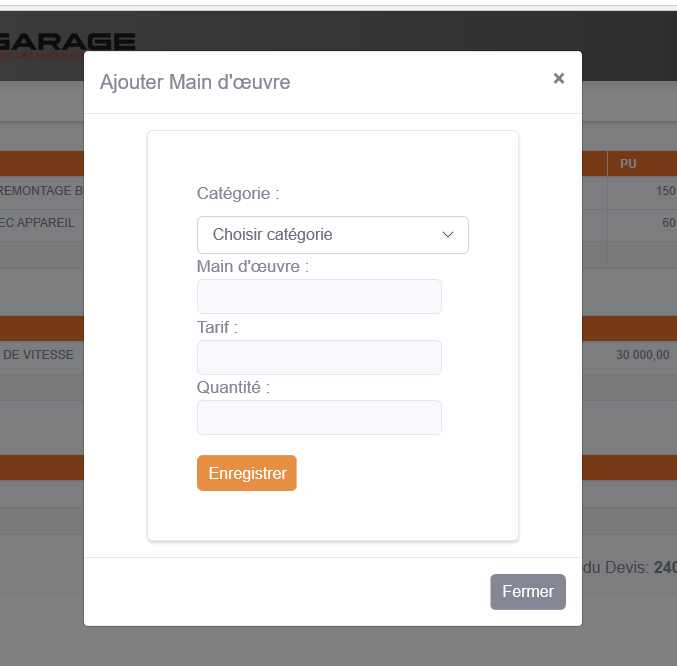 GARAGE
Ajouter Main d'œuvre ×
PU
REMONTAGE B
150
EC APPAREIL
60
Catégorie :
Choisir catégorie
Main d'œuvre :
Tarif :
DE VITESSE
30 000,00
Quantité :
Enregistrer
du Devis: 240
Fermer